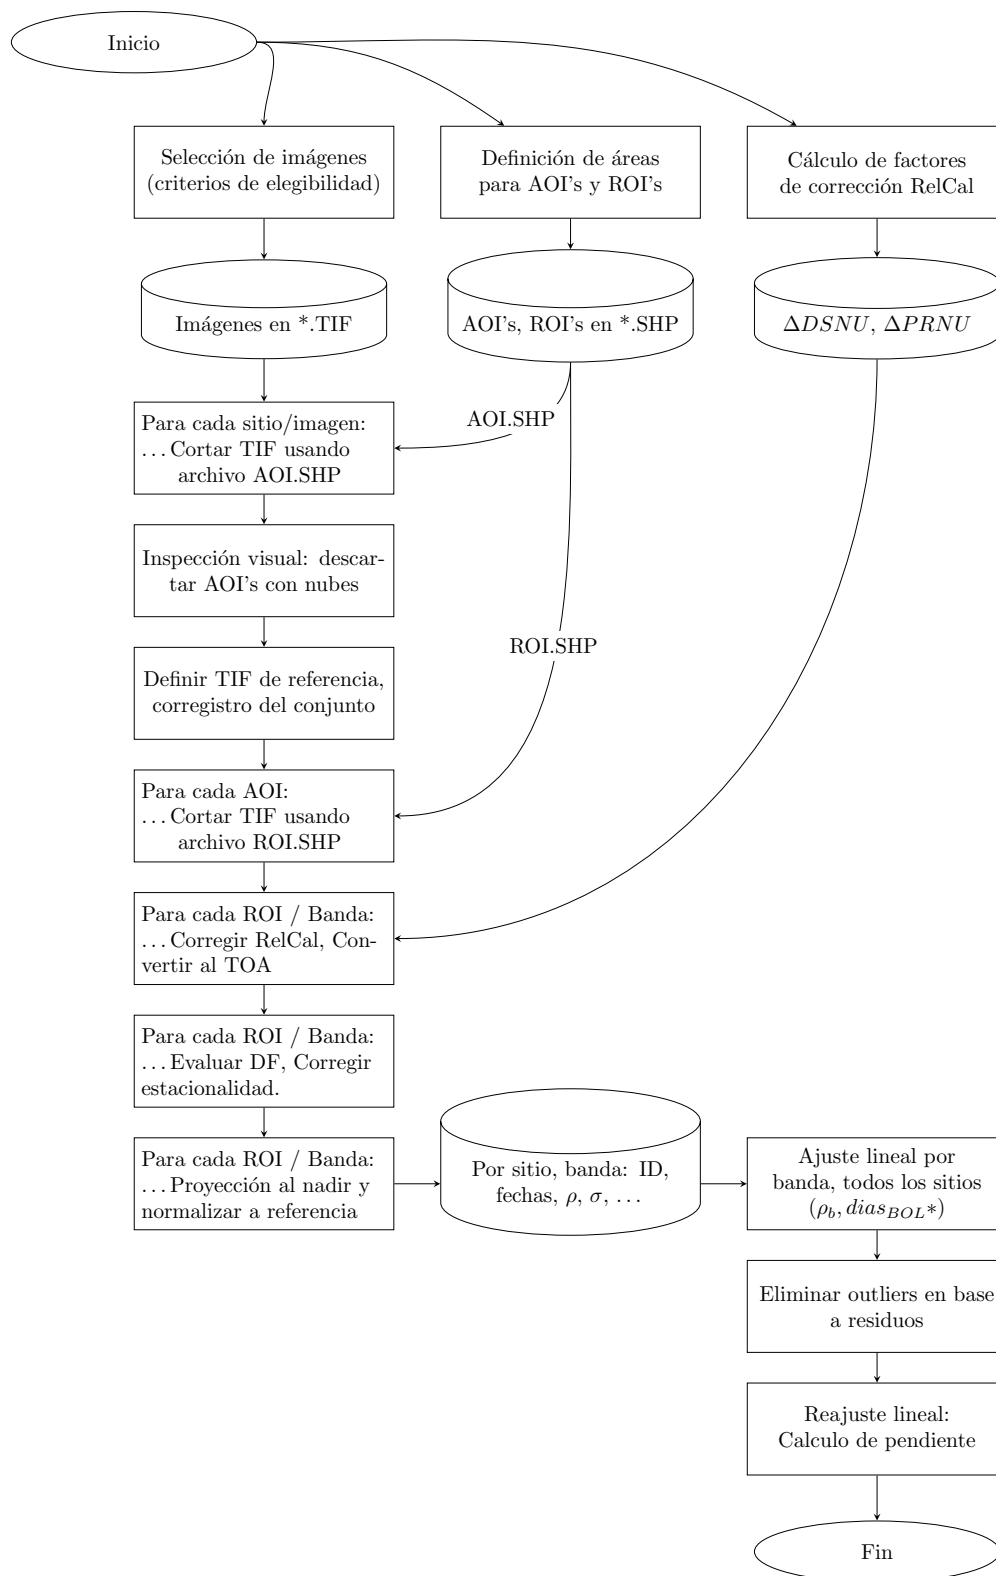 Inicio
Selección de imágenes
(criterios de elegibilidad)
Definición de áreas
para AOI's y ROI's
Cálculo de factores
de corrección RelCal
Imágenes en *.TIF
AOI's, ROI's en *.SHP
ΔDSNU, ΔPRNU
AOI.SHP
Para cada sitio/imagen:
...Cortar TIF usando
archivo AOI.SHP
Inspección visual: descar-
tar AOI's con nubes
ROI.SHP
Definir TIF de referencia,
corregistro del conjunto
Para cada AOI:
...Cortar TIF usando
archivo ROI.SHP
Para cada ROI / Banda:
...Corregir RelCal, Con-
vertir al TOA
Para cada ROI / Banda:
...Evaluar DF, Corregir
estacionalidad.
Para cada ROI / Banda:
...Proyección al nadir y
normalizar a referencia
Por sitio, banda: ID,
fechas, ρ, σ, ...
Ajuste lineal por
banda, todos los sitios
(ρ_b, dias_BOL*)
Eliminar outliers en base
a residuos
Reajuste lineal:
Calculo de pendiente
Fin